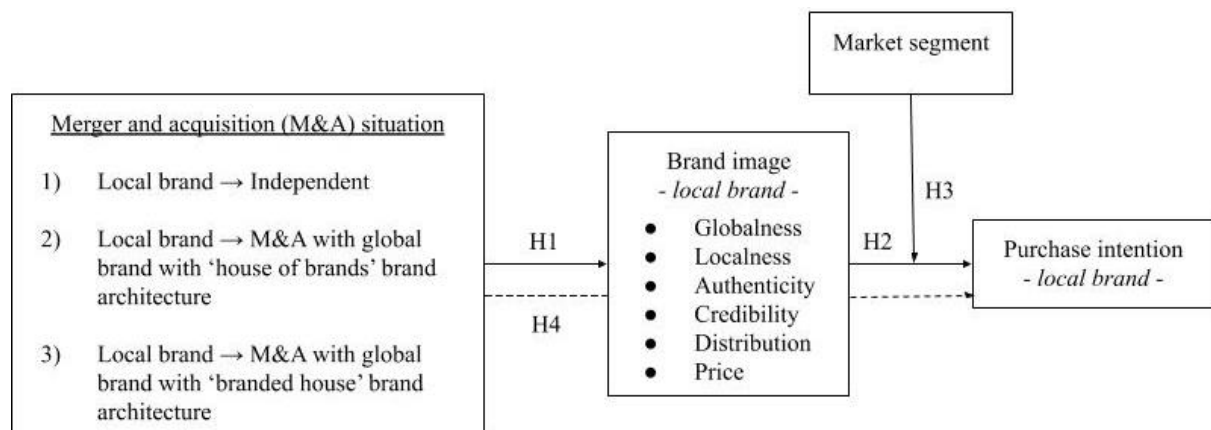 Market segment
Merger and acquisition (M&A) situation
1) Local brand → Independent
2) Local brand → M&A with global
brand with ‘house of brands’ brand
architecture
3) Local brand → M&A with global
brand with ‘branded house’ brand
architecture
H1
H4
Brand image
- local brand -
● Globalness
● Localness
● Authenticity
● Credibility
● Distribution
● Price
H2
H3
Purchase intention
- local brand -